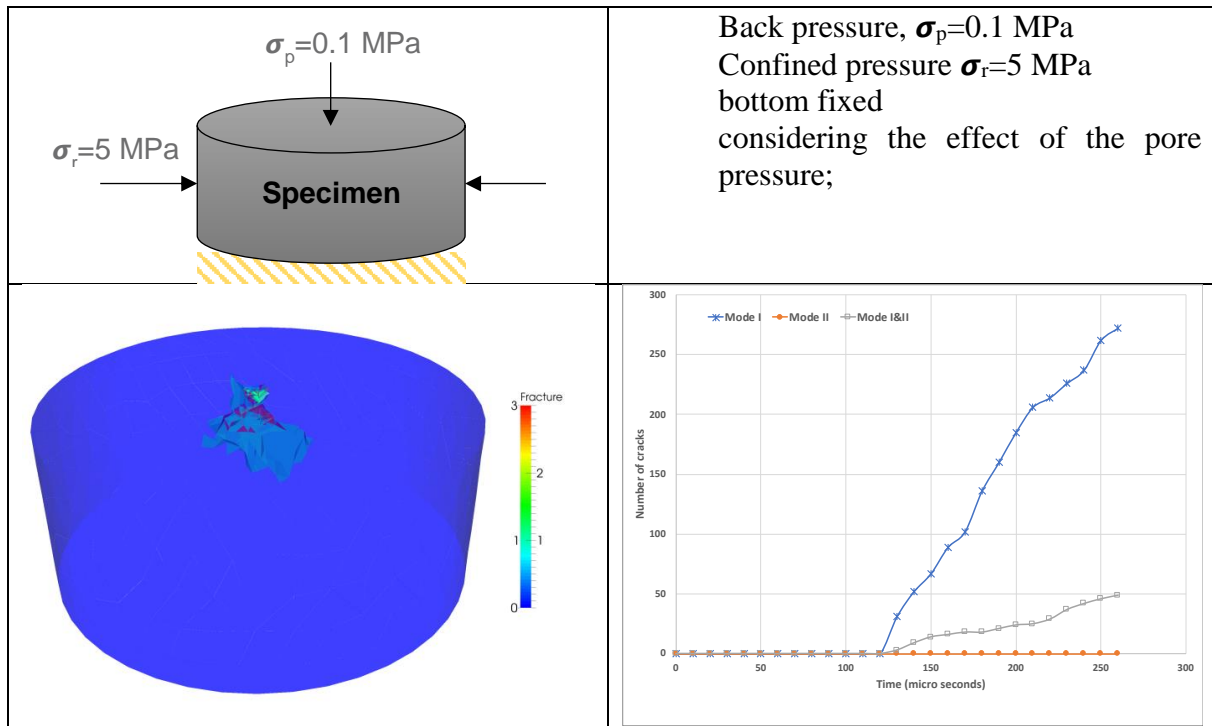 σp=0.1 MPa
σr=5 MPa
Specimen
Back pressure, σp=0.1 MPa
Confined pressure σr=5 MPa
bottom fixed
considering the effect of the pore
pressure;
Fracture
3
2
1
1
0
300
Mode I Mode II Mode I&II
250
200
150
100
50
0
0 50 100 150 200 250 300
Number of cracks
Time (micro seconds)